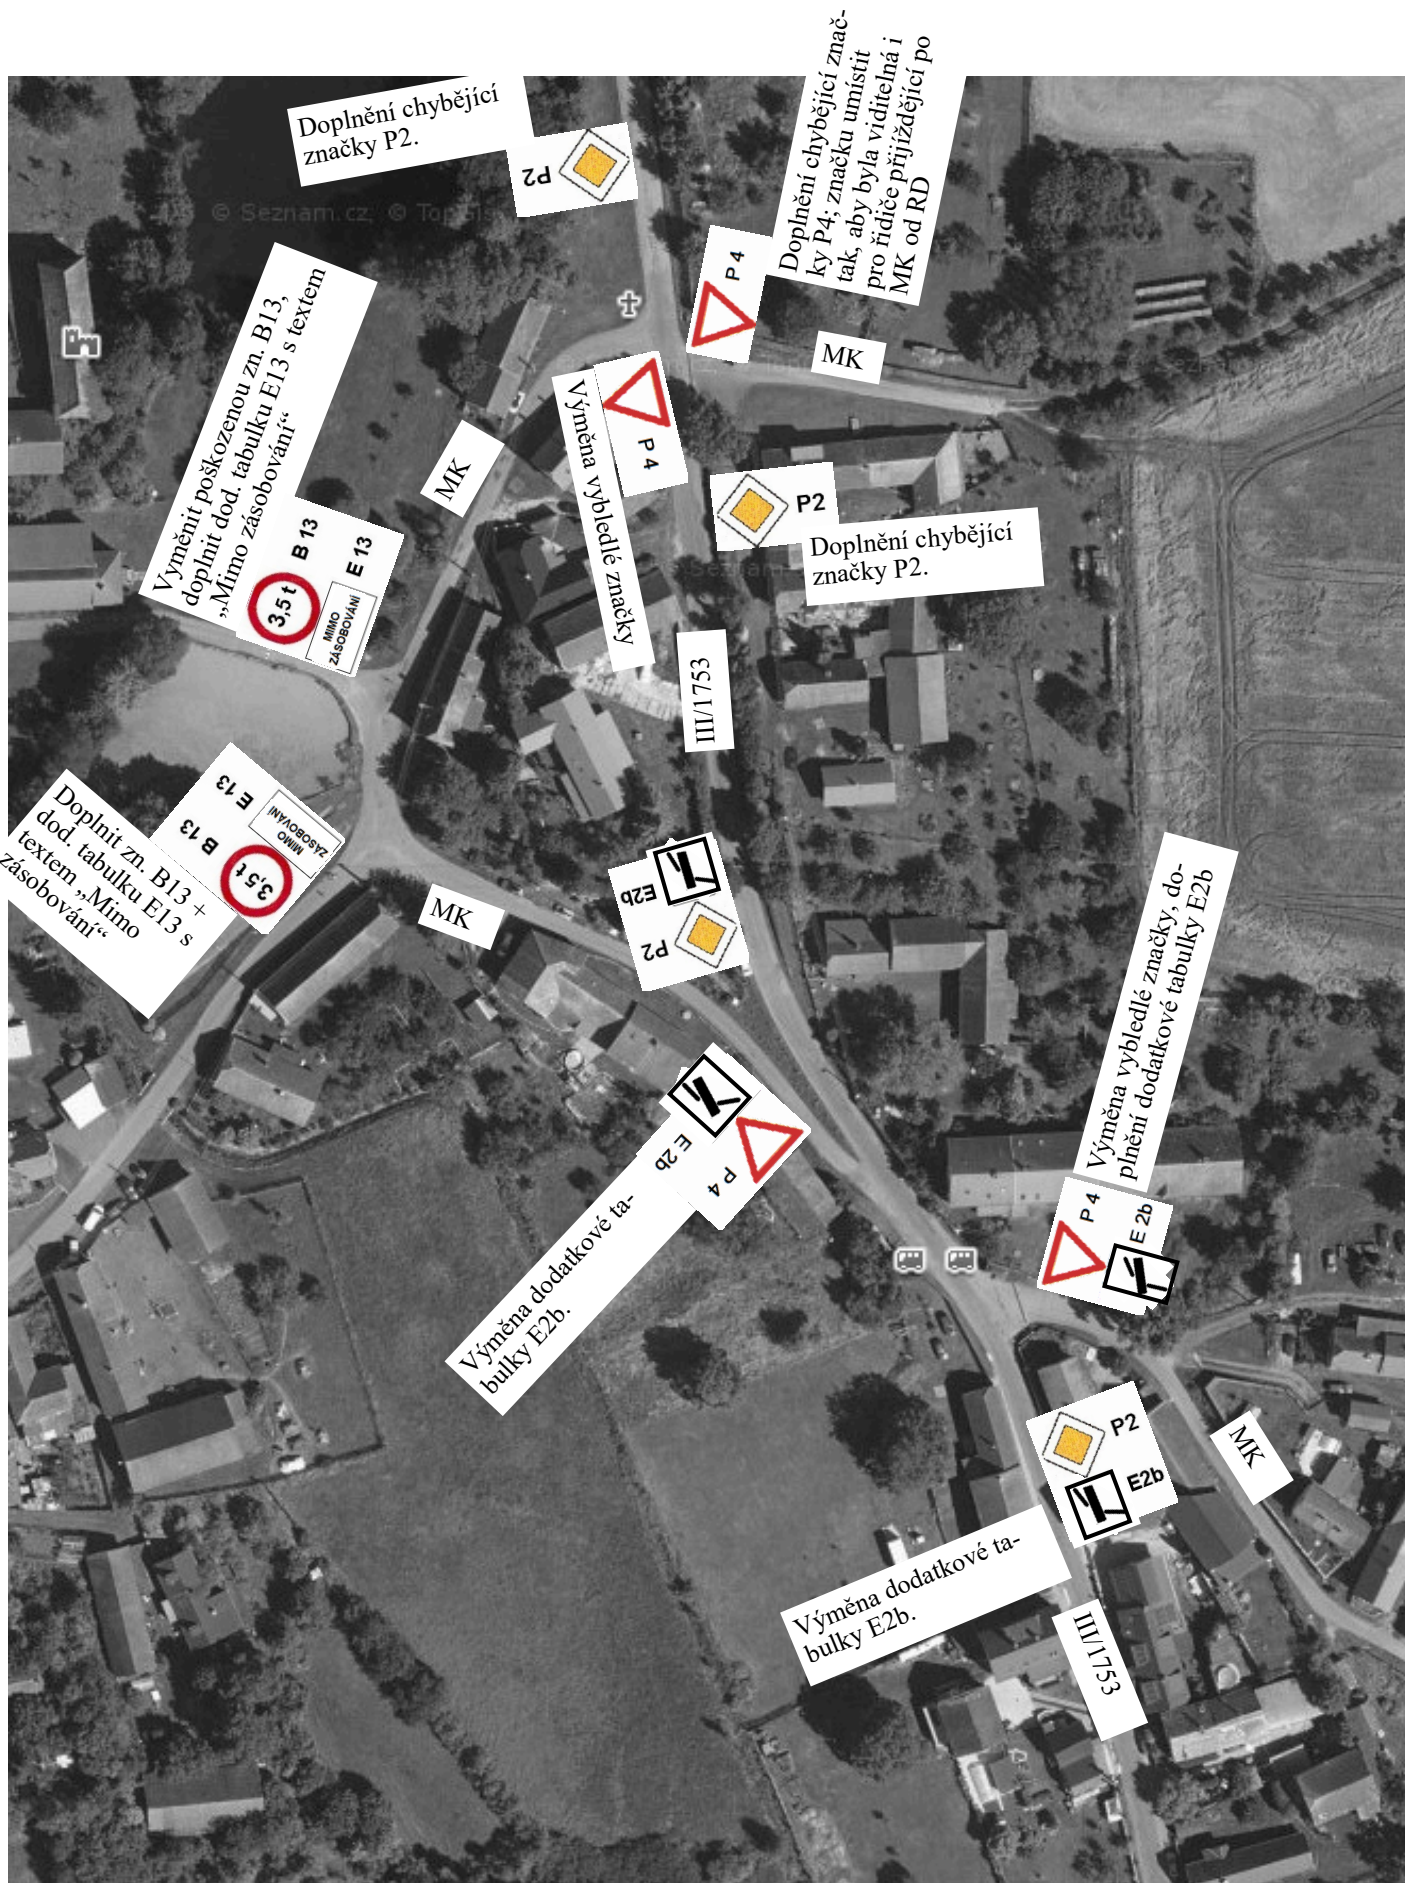 Doplnění chybějící
značky P2.
P2
© Seznam.cz, ©
Doplnění chybějící znač-
ky P4; značku umístit
tak, aby byla viditelná i
pro řidiče přijíždějící po
MK od RD
P 4
MK
Vyměnit poškozenou zn. B13,
doplnit dod. tabulku E13 s textem
„Mimo zásobování“
B 13
E 13
3,5 t
MIMO
ZÁSOBOVÁNÍ
MK
Výměna vybledlé značky
P 4
P2
Doplnění chybějící
značky P2.
III/1753
Doplnit zn. B13 +
dod. tabulku E13 s
textem „Mimo
zásobování“
B 13
E 13
3,5 t
MIMO
ZÁSOBOVÁNÍ
MK
E2b
P2
Výměna vybledlé značky, do-
plnění dodatkové tabulky E2b
P 4
E 2b
E 2b
P 4
Výměna dodatkové ta-
bulky E2b.
P2
E2b
MK
Výměna dodatkové ta-
bulky E2b.
III/1753